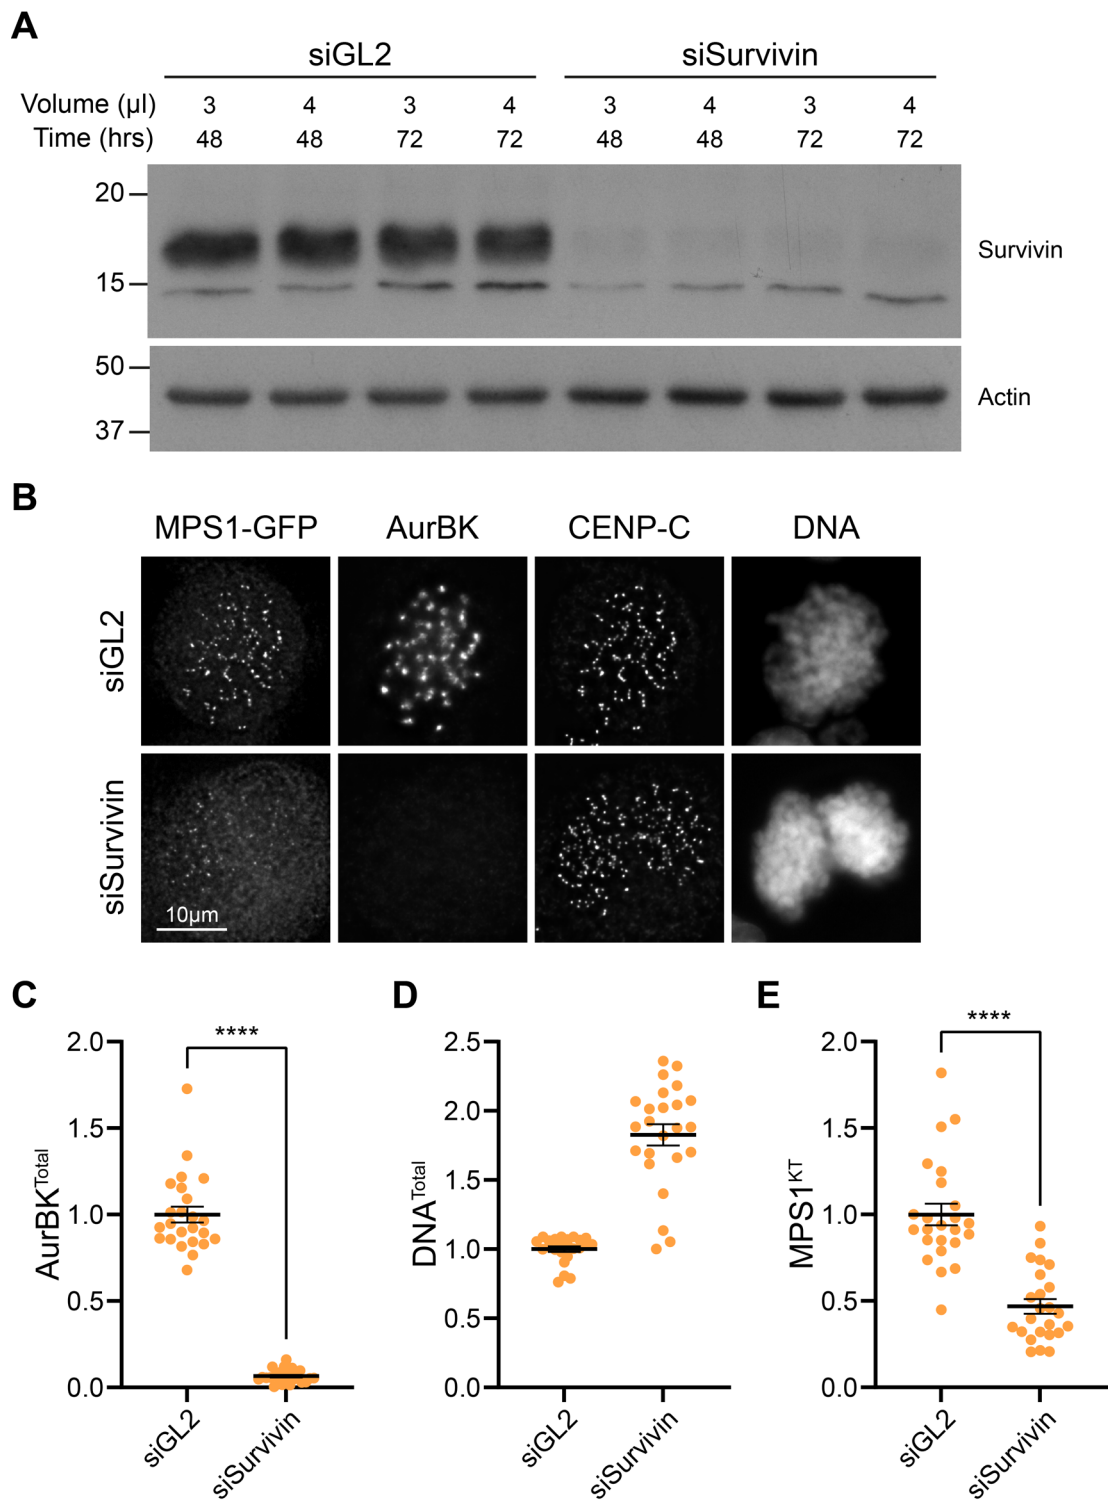 A
siGL2 siSurvivin
Volume (µl) 3 4 3 4 3 4 3 4
Time (hrs) 48 48 72 72 48 48 72 72
20
Survivin
15
50
Actin
37
B
MPS1-GFP AurBK CENP-C DNA
siGL2
siSurvivin
10µm
C
AurBK^Total
2.0
1.5
1.0
0.5
0.0
****
siGL2 siSurvivin
D
DNA^Total
2.5
2.0
1.5
1.0
0.5
0.0
siGL2 siSurvivin
E
MPS1^KT
2.0
1.5
1.0
0.5
0.0
****
siGL2 siSurvivin